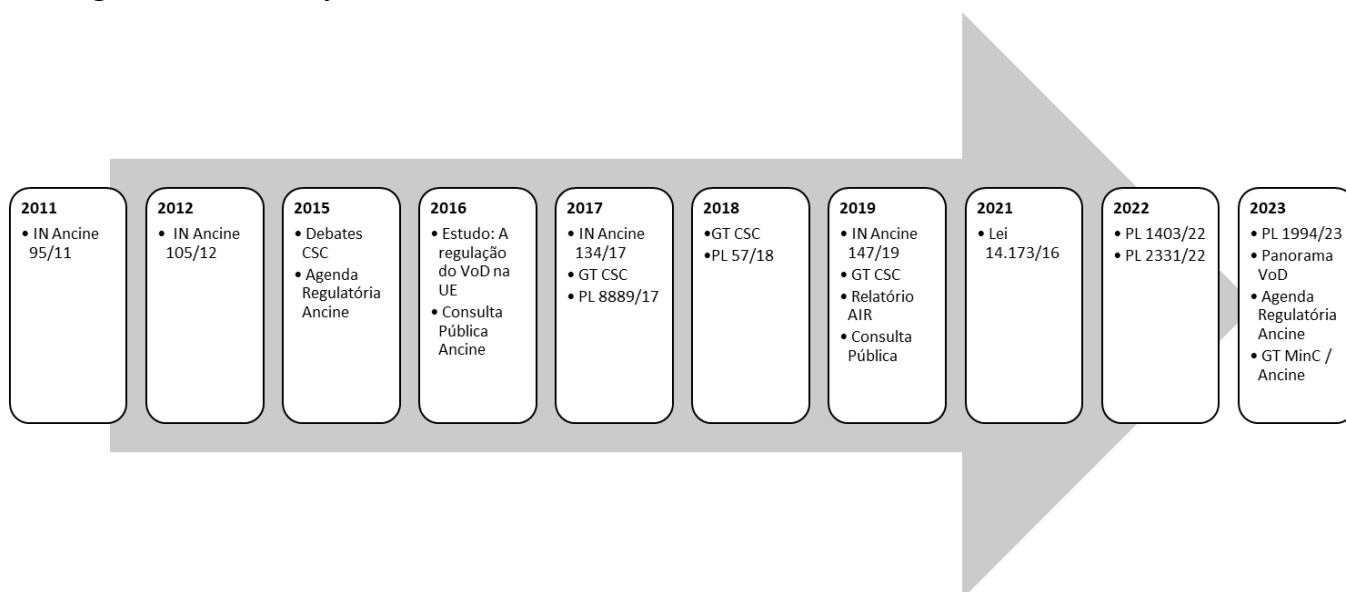 2011
• IN Ancine
95/11
2012
• IN Ancine
105/12
2015
• Debates
CSC
• Agenda
Regulatória
Ancine
2016
• Estudo: A
regulação
do VoD na
UE
• Consulta
Pública
Ancine
2017
• IN Ancine
134/17
• GT CSC
• PL 8889/17
2018
•GT CSC
•PL 57/18
2019
• IN Ancine
147/19
• GT CSC
• Relatório
AIR
• Consulta
Pública
2021
• Lei
14.173/16
2022
• PL 1403/22
• PL 2331/22
2023
• PL 1994/23
• Panorama
VoD
• Agenda
Regulatória
Ancine
• GT MinC /
Ancine